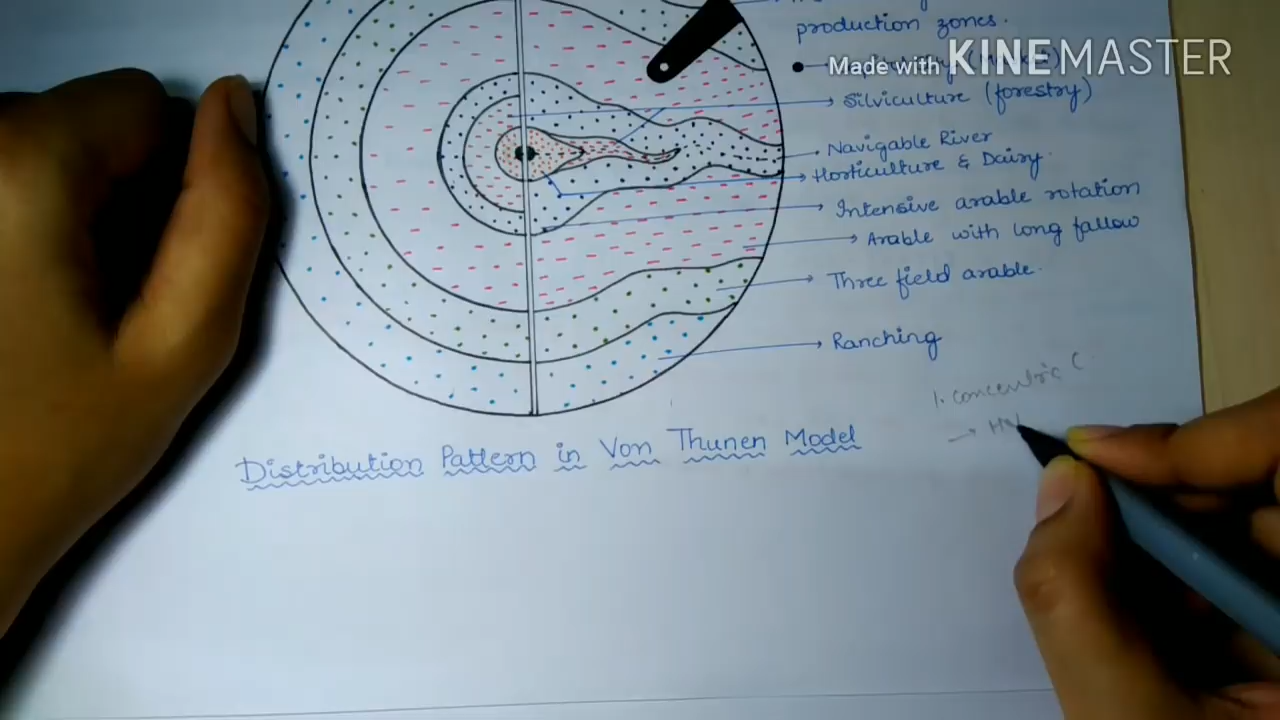 production zones.
Made with KINEMASTER
Silviculture (forestry)
Navigable River
Horticulture & Dairy.
Intensive arable rotation
Arable with long fallow
Three field arable.
Ranching
1. Concentric (
Distribution Pattern in Von Thunen Model